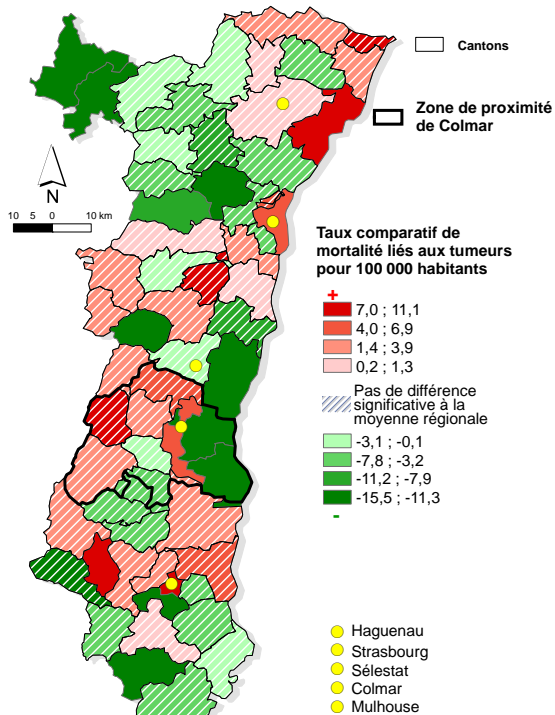 Cantons
Zone de proximité
de Colmar
N
10 5 0 10 km
Taux comparatif de
mortalité liés aux tumeurs
pour 100 000 habitants
+
7,0 ; 11,1
4,0 ; 6,9
1,4 ; 3,9
0,2 ; 1,3
Pas de différence
significative à la
moyenne régionale
-3,1 ; -0,1
-7,8 ; -3,2
-11,2 ; -7,9
-15,5 ; -11,3
-
Haguenau
Strasbourg
Sélestat
Colmar
Mulhouse